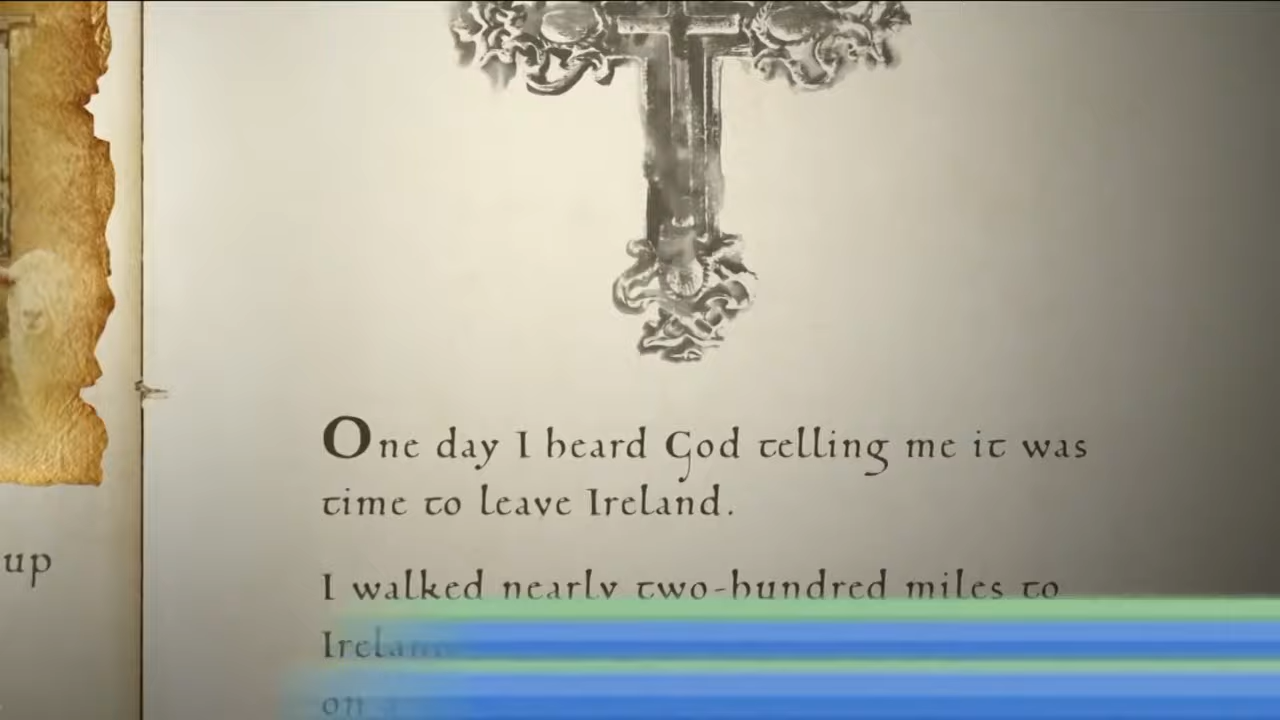 up
One day I heard God telling me it was
time to leave Ireland.
I walked nearly two-hundred miles to
on